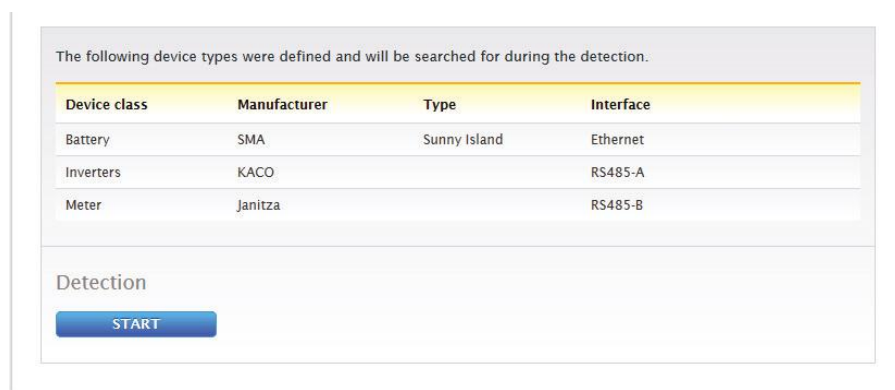 The following device types were defined and will be searched for during the detection.
Device class Manufacturer Type Interface
Battery SMA Sunny Island Ethernet
Inverters KACO RS485-A
Meter Janitza RS485-B
Detection
START